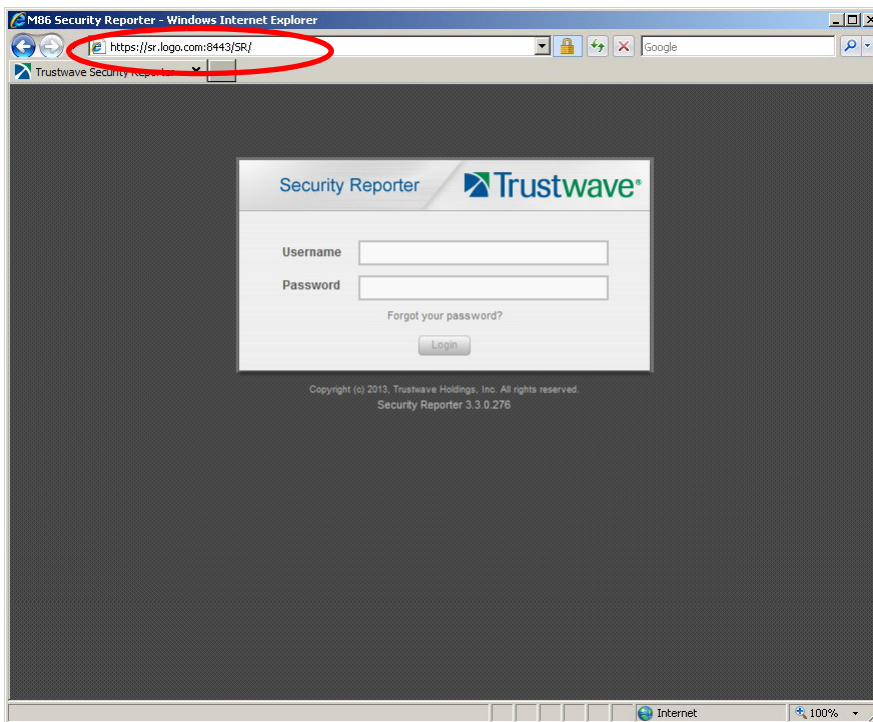 M86 Security Reporter - Windows Internet Explorer
https://sr.logo.com:8443/SR/
Google
Trustwave Security Reporter
Security Reporter
Trustwave®
Username
Password
Forgot your password?
Login
Copyright (c) 2013, Trustwave Holdings, Inc. All rights reserved.
Security Reporter 3.3.0.276
Internet
100%